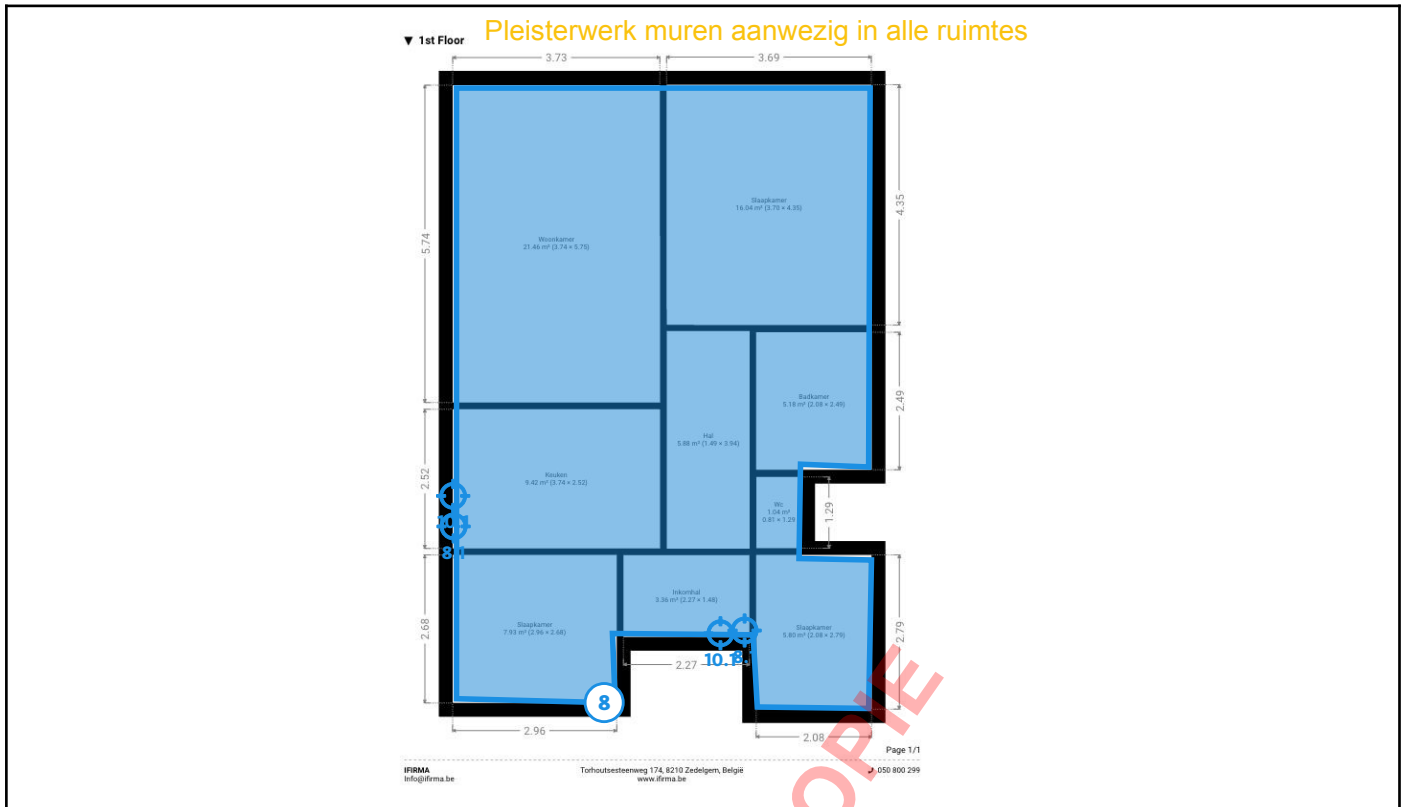 Pleisterwerk muren aanwezig in alle ruimtes
▼ 1st Floor
3.73
3.69
5.74
4.35
Slaapkamer
16.04 m² (3.70 × 4.35)
Woonkamer
21.46 m² (3.74 × 5.75)
2.49
Badkamer
5.18 m² (2.08 × 2.49)
Hal
5.88 m² (1.49 × 3.94)
2.52
Keuken
9.42 m² (3.74 × 2.52)
Wc
1.04 m²
0.81 × 1.29
1.29
2.68
Inkomhal
3.36 m² (2.27 × 1.48)
Slaapkamer
7.93 m² (2.96 × 2.68)
Slaapkamer
5.80 m² (2.08 × 2.79)
2.79
2.27
10.1
8
2.96
2.08
Page 1/1
IFIRMA
Info@ifirma.be
Torhoutsesteenweg 174, 8210 Zedelgem, België
www.ifirma.be
050 800 299
OPIE